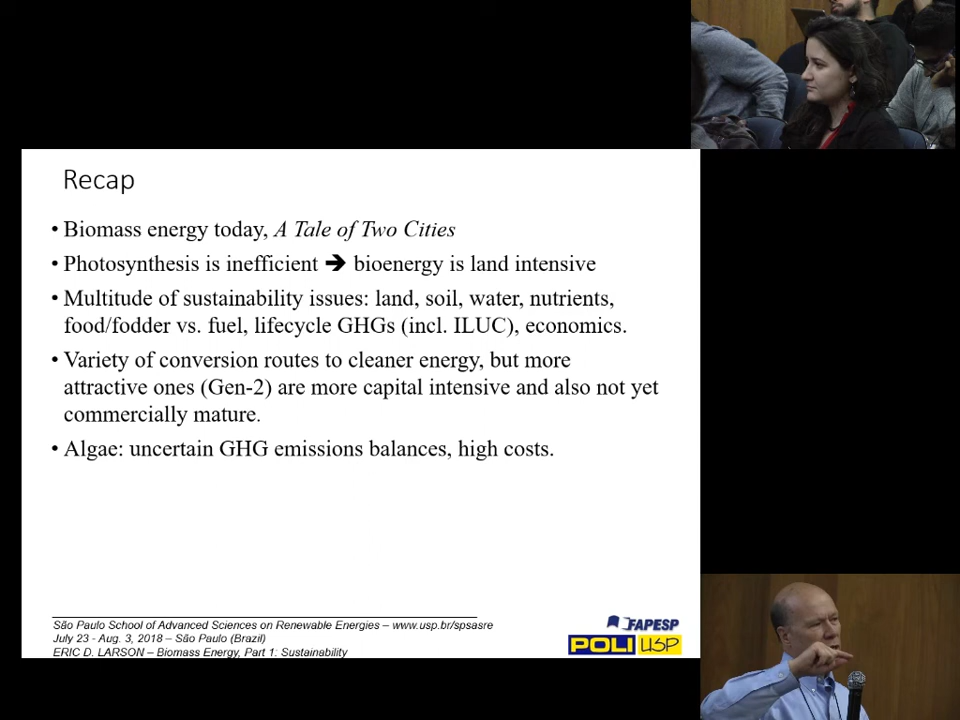 Recap
• Biomass energy today, A Tale of Two Cities
• Photosynthesis is inefficient ➔ bioenergy is land intensive
• Multitude of sustainability issues: land, soil, water, nutrients,
food/fodder vs. fuel, lifecycle GHGs (incl. ILUC), economics.
• Variety of conversion routes to cleaner energy, but more
attractive ones (Gen-2) are more capital intensive and also not yet
commercially mature.
• Algae: uncertain GHG emissions balances, high costs.
São Paulo School of Advanced Sciences on Renewable Energies – www.usp.br/spsasre
July 23 - Aug. 3, 2018 – São Paulo (Brazil)
ERIC D. LARSON – Biomass Energy, Part 1: Sustainability
FAPESP
POLI USP